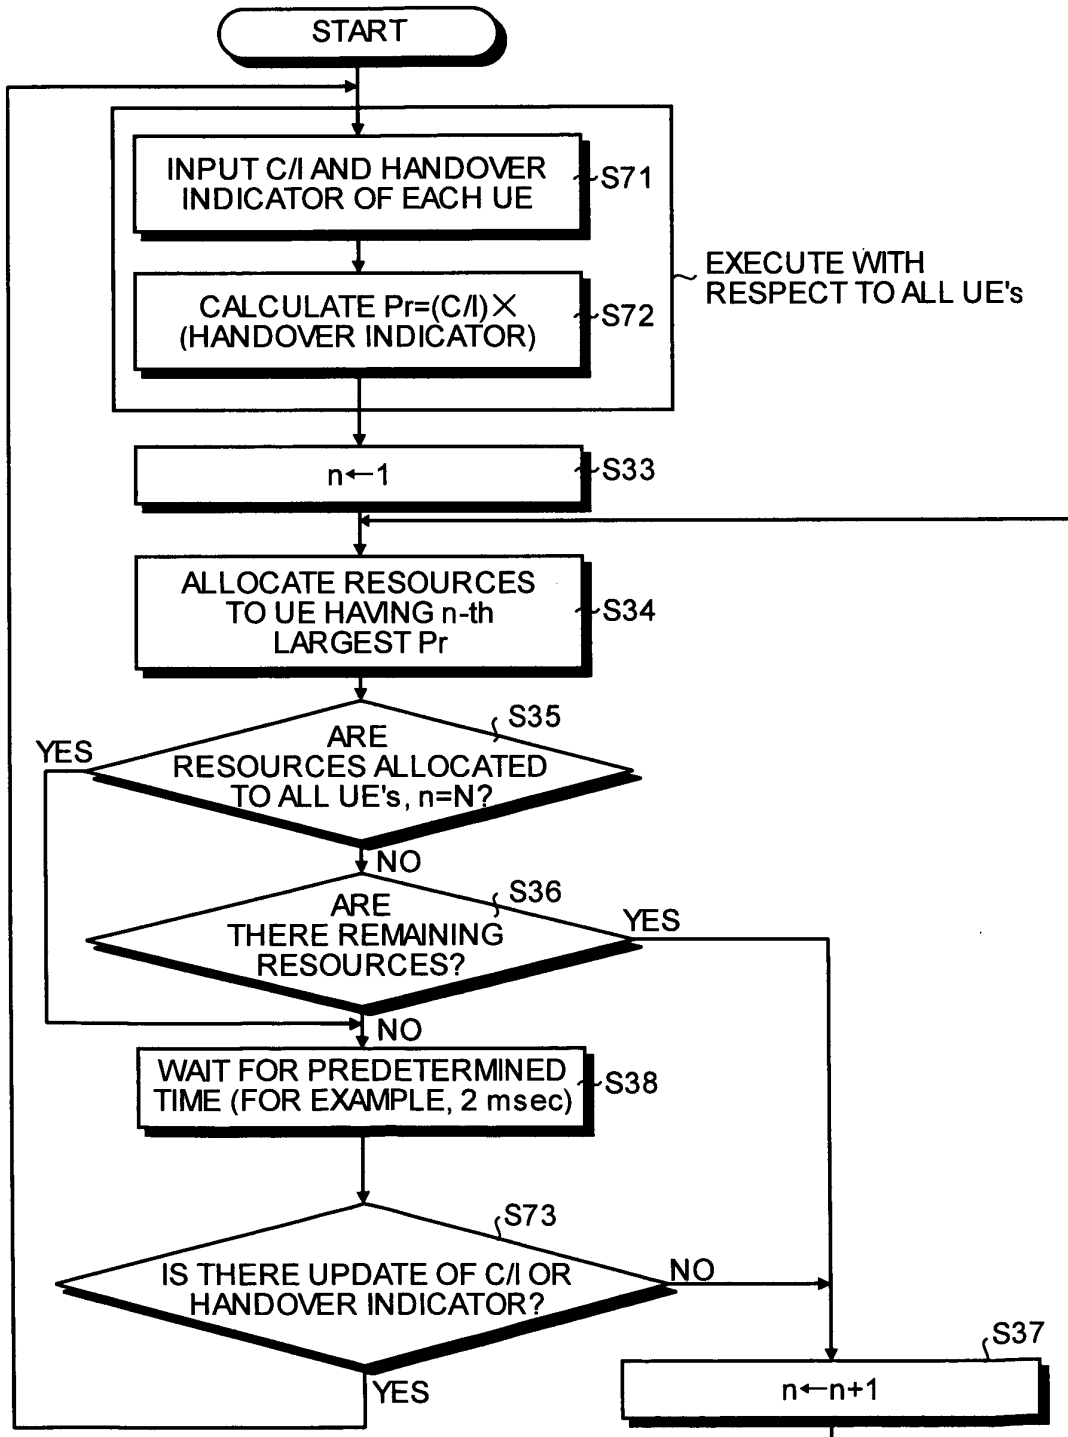 START
INPUT C/I AND HANDOVER
INDICATOR OF EACH UE
S71
CALCULATE Pr=(C/I)×
(HANDOVER INDICATOR)
S72
EXECUTE WITH
RESPECT TO ALL UE's
n←1
S33
ALLOCATE RESOURCES
TO UE HAVING n-th
LARGEST Pr
S34
S35
YES
ARE
RESOURCES ALLOCATED
TO ALL UE's, n=N?
NO
S36
ARE
THERE REMAINING
RESOURCES?
YES
NO
WAIT FOR PREDETERMINED
TIME (FOR EXAMPLE, 2 msec)
S38
S73
IS THERE UPDATE OF C/I OR
HANDOVER INDICATOR?
NO
YES
S37
n←n+1